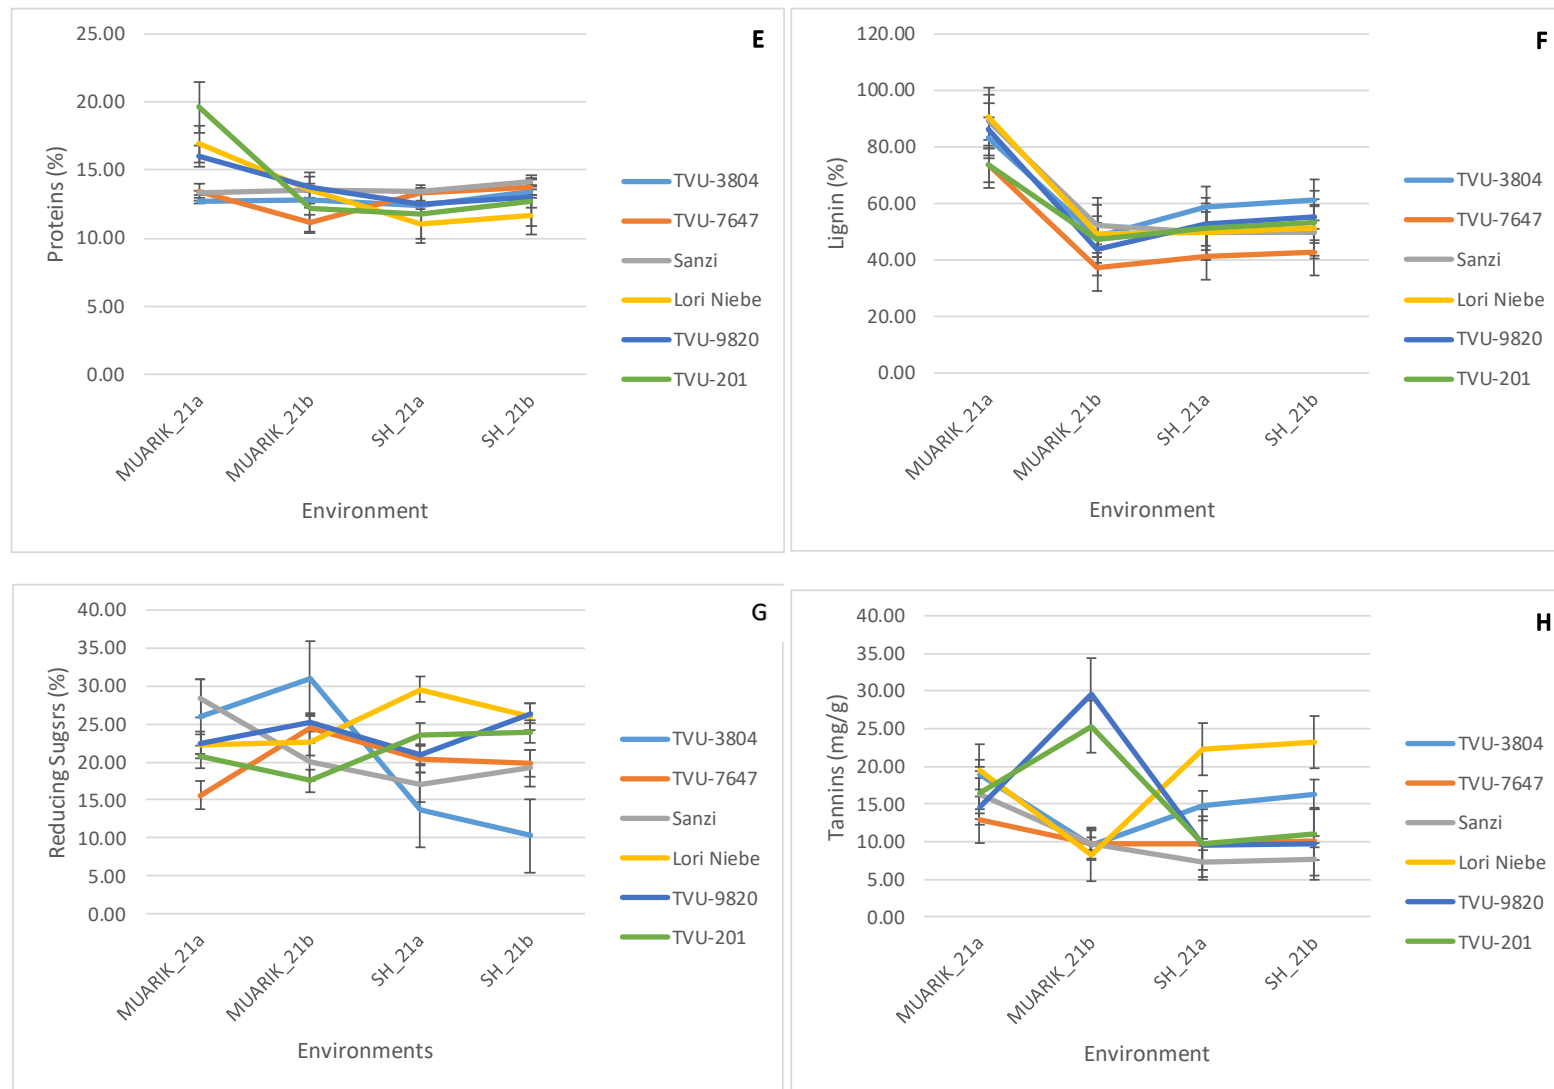 E
25.00
20.00
15.00
10.00
5.00
0.00
Proteins (%)
MUARIK_21a
MUARIK_21b
SH_21a
SH_21b
Environment
TVU-3804
TVU-7647
Sanzi
Lori Niebe
TVU-9820
TVU-201
F
120.00
100.00
80.00
60.00
40.00
20.00
0.00
Lignin (%)
MUARIK_21a
MUARIK_21b
SH_21a
SH_21b
Environment
TVU-3804
TVU-7647
Sanzi
Lori Niebe
TVU-9820
TVU-201
G
40.00
35.00
30.00
25.00
20.00
15.00
10.00
5.00
0.00
Reducing Sugsrs (%)
MUARIK_21a
MUARIK_21b
SH_21a
SH_21b
Environments
TVU-3804
TVU-7647
Sanzi
Lori Niebe
TVU-9820
TVU-201
H
40.00
35.00
30.00
25.00
20.00
15.00
10.00
5.00
0.00
Tannins (mg/g)
MUARIK_21a
MUARIK_21b
SH_21a
SH_21b
Environment
TVU-3804
TVU-7647
Sanzi
Lori Niebe
TVU-9820
TVU-201